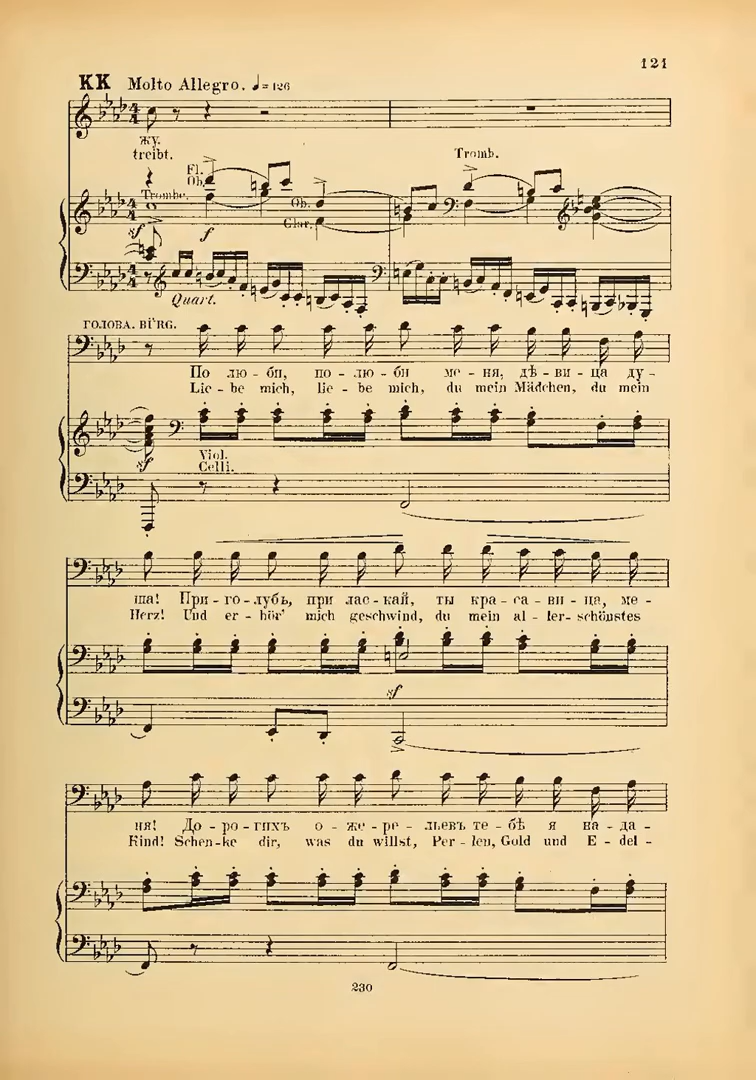 121
KK Molto Allegro. ♩=126
жу.
treibt.
Fl.
Ob.
Tromb.
Trombe.
Ob.
Clar.
sf
f
Quart.
ГОЛОВА. BÜRG.
По лю - би, по - лю - би ме - ня, дѣ - ви - ца ду -
Lie - be mich, lie - be mich, du mein Mädchen, du mein
sf
Viol.
Celli.
ша! При - го - лубь, при лас - кай, ты кра - са - ви - ца, ме -
Herz! Und er - hör' mich geschwind, du mein al - ler - schönstes
sf
ня! До - ро - гихъ о - же - ре - льевъ те - бѣ я на - да -
Kind! Schen - ke dir, was du willst, Per - len, Gold und E - del -
230